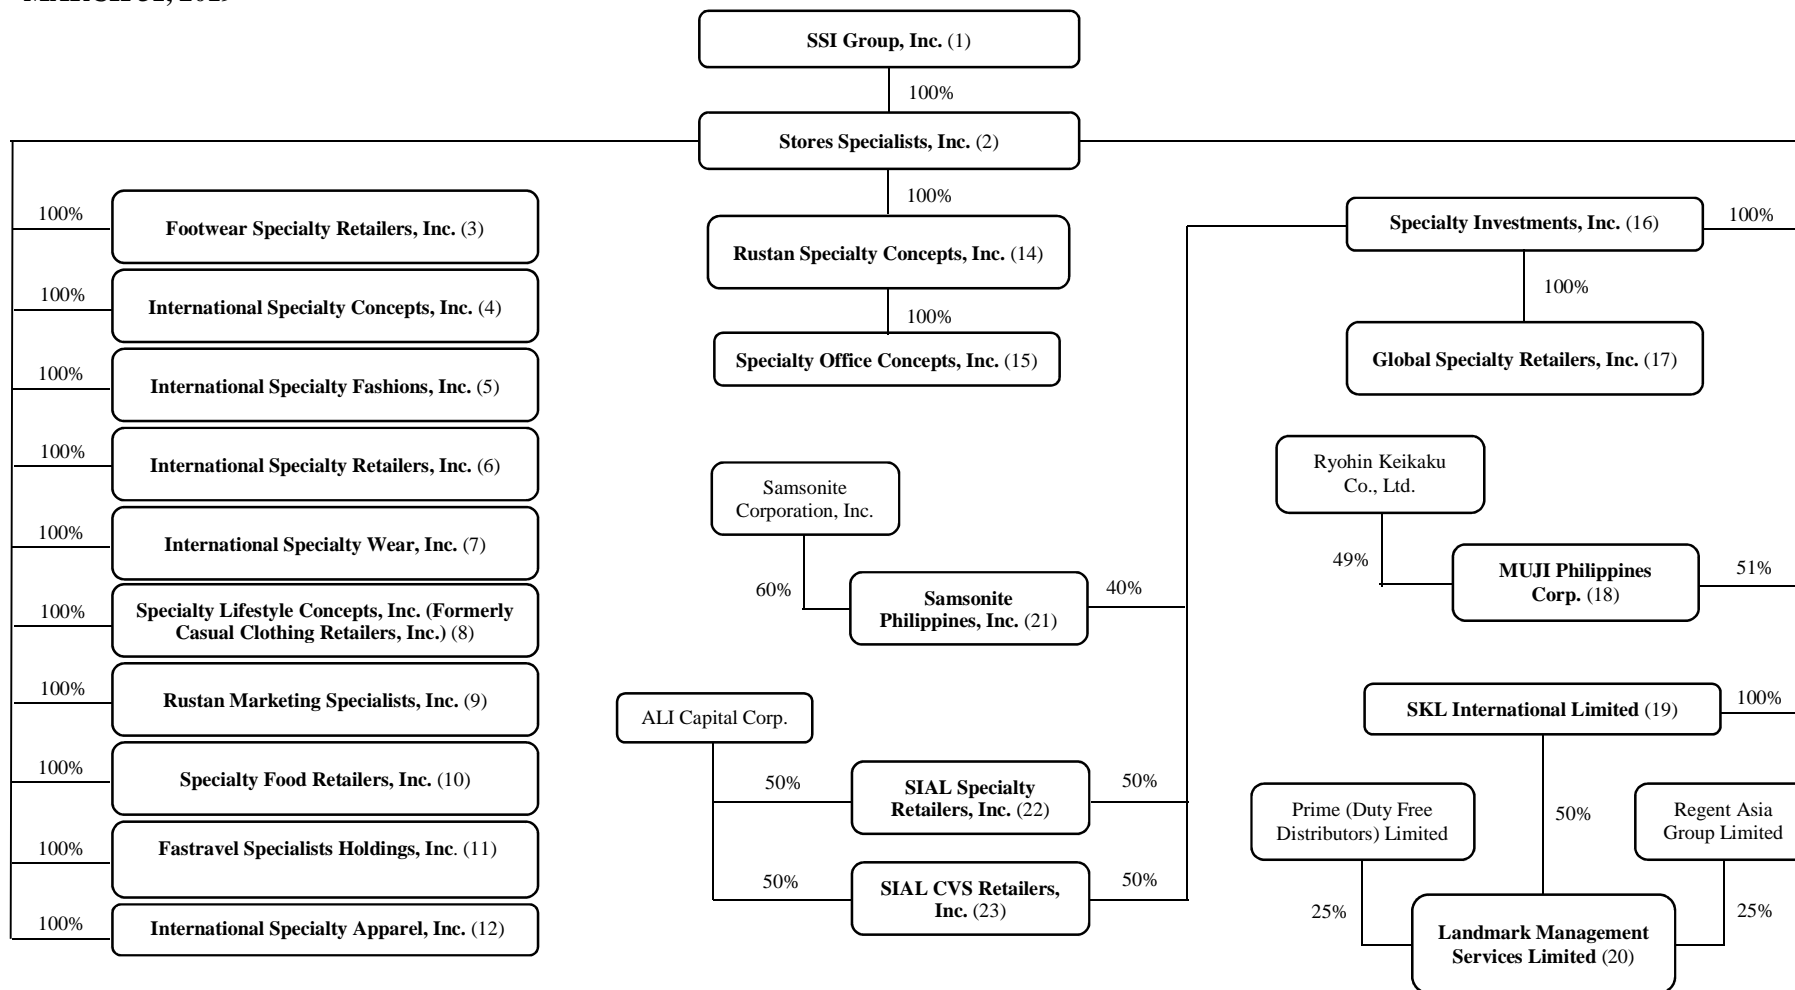 SSI Group, Inc. (1)
100%
Stores Specialists, Inc. (2)
100%
Footwear Specialty Retailers, Inc. (3)
100%
International Specialty Concepts, Inc. (4)
100%
International Specialty Fashions, Inc. (5)
100%
International Specialty Retailers, Inc. (6)
100%
International Specialty Wear, Inc. (7)
100%
Specialty Lifestyle Concepts, Inc. (Formerly
Casual Clothing Retailers, Inc.) (8)
100%
Rustan Marketing Specialists, Inc. (9)
100%
Specialty Food Retailers, Inc. (10)
100%
Fastravel Specialists Holdings, Inc. (11)
100%
International Specialty Apparel, Inc. (12)
100%
Rustan Specialty Concepts, Inc. (14)
100%
Specialty Office Concepts, Inc. (15)
Samsonite
Corporation, Inc.
60%
Samsonite
Philippines, Inc. (21)
40%
ALI Capital Corp.
50%
SIAL Specialty
Retailers, Inc. (22)
50%
50%
SIAL CVS Retailers,
Inc. (23)
50%
Specialty Investments, Inc. (16)
100%
100%
Global Specialty Retailers, Inc. (17)
Ryohin Keikaku
Co., Ltd.
49%
MUJI Philippines
Corp. (18)
51%
SKL International Limited (19)
100%
Prime (Duty Free
Distributors) Limited
50%
Regent Asia
Group Limited
25%
Landmark Management
Services Limited (20)
25%